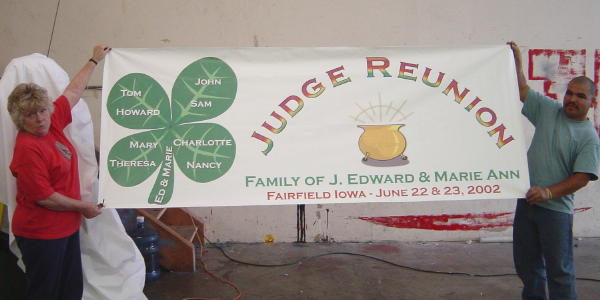 JOHN
TOM
SAM
HOWARD
MARY
CHARLOTTE
THERESA
NANCY
ED & MARIE
JUDGE REUNION
FAMILY OF J. EDWARD & MARIE ANN
FAIRFIELD IOWA - JUNE 22 & 23, 2002